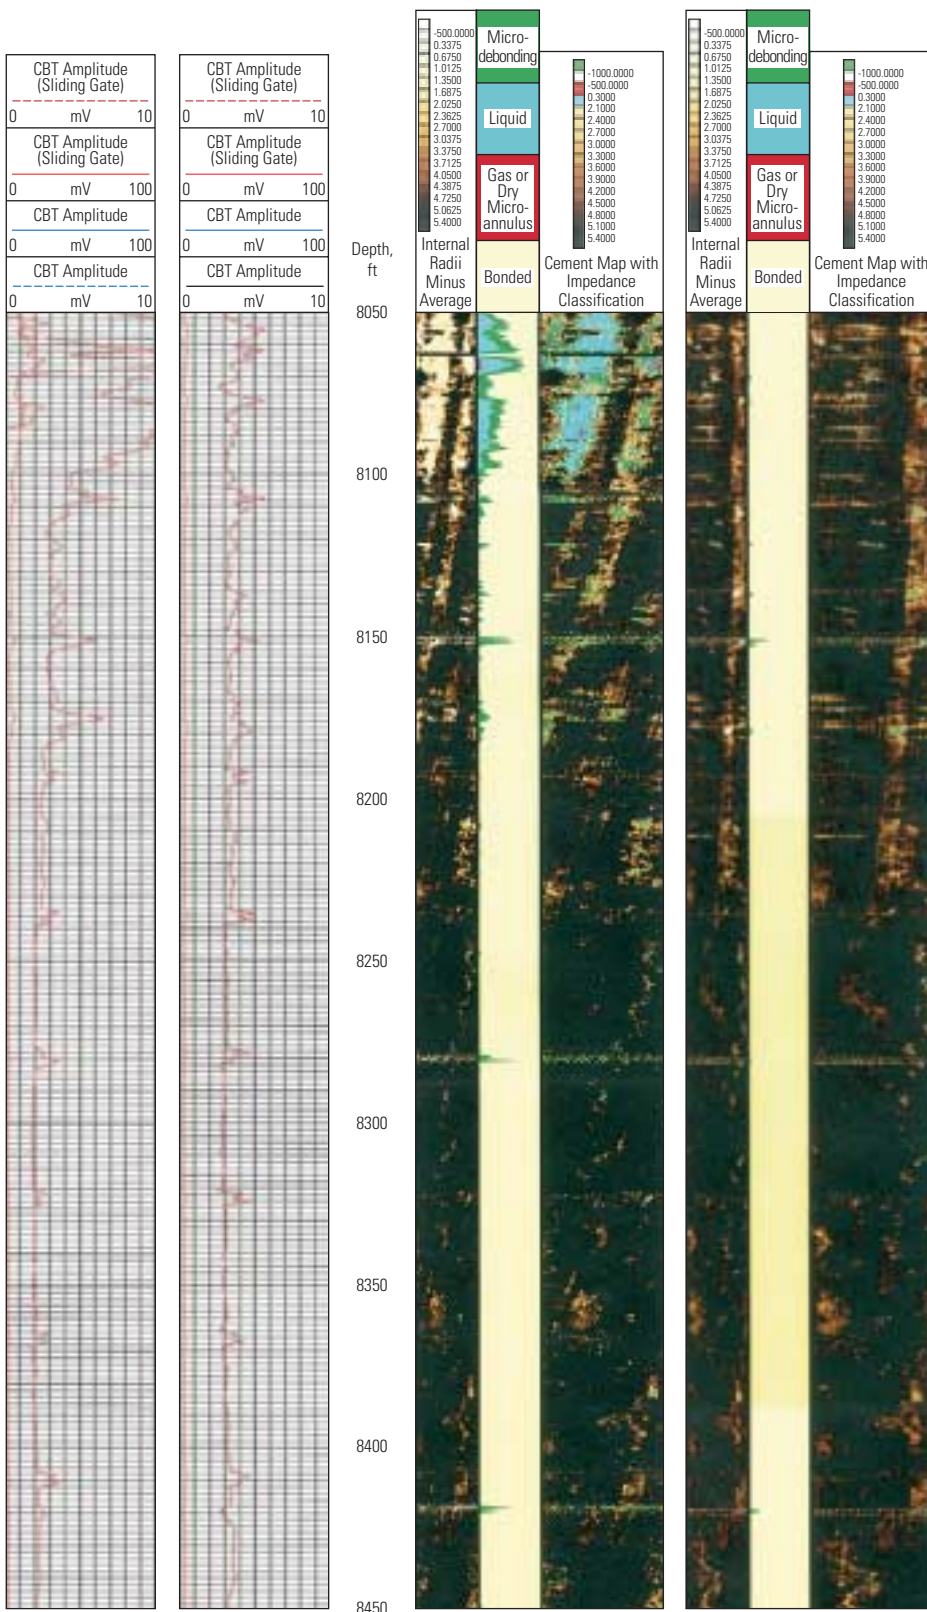 CBT Amplitude
(Sliding Gate)
0 mV 10
CBT Amplitude
(Sliding Gate)
0 mV 100
CBT Amplitude
0 mV 100
CBT Amplitude
0 mV 10
CBT Amplitude
(Sliding Gate)
0 mV 10
CBT Amplitude
(Sliding Gate)
0 mV 100
CBT Amplitude
0 mV 100
CBT Amplitude
0 mV 10
Depth,
ft
8050
8100
8150
8200
8250
8300
8350
8400
8450
-500.0000
0.3375
0.6750
1.0125
1.3500
1.6875
2.0250
2.3625
2.7000
3.0375
3.3750
3.7125
4.0500
4.3875
4.7250
5.0625
5.4000
Internal
Radii
Minus
Average
Micro-
debonding
Liquid
Gas or
Dry
Micro-
annulus
Bonded
-1000.0000
-500.0000
0.3000
2.1000
2.4000
2.7000
3.0000
3.3000
3.6000
3.9000
4.2000
4.5000
4.8000
5.1000
5.4000
Cement Map with
Impedance
Classification
-500.0000
0.3375
0.6750
1.0125
1.3500
1.6875
2.0250
2.3625
2.7000
3.0375
3.3750
3.7125
4.0500
4.3875
4.7250
5.0625
5.4000
Internal
Radii
Minus
Average
Micro-
debonding
Liquid
Gas or
Dry
Micro-
annulus
Bonded
-1000.0000
-500.0000
0.3000
2.1000
2.4000
2.7000
3.0000
3.3000
3.6000
3.9000
4.2000
4.5000
4.8000
5.1000
5.4000
Cement Map with
Impedance
Classification